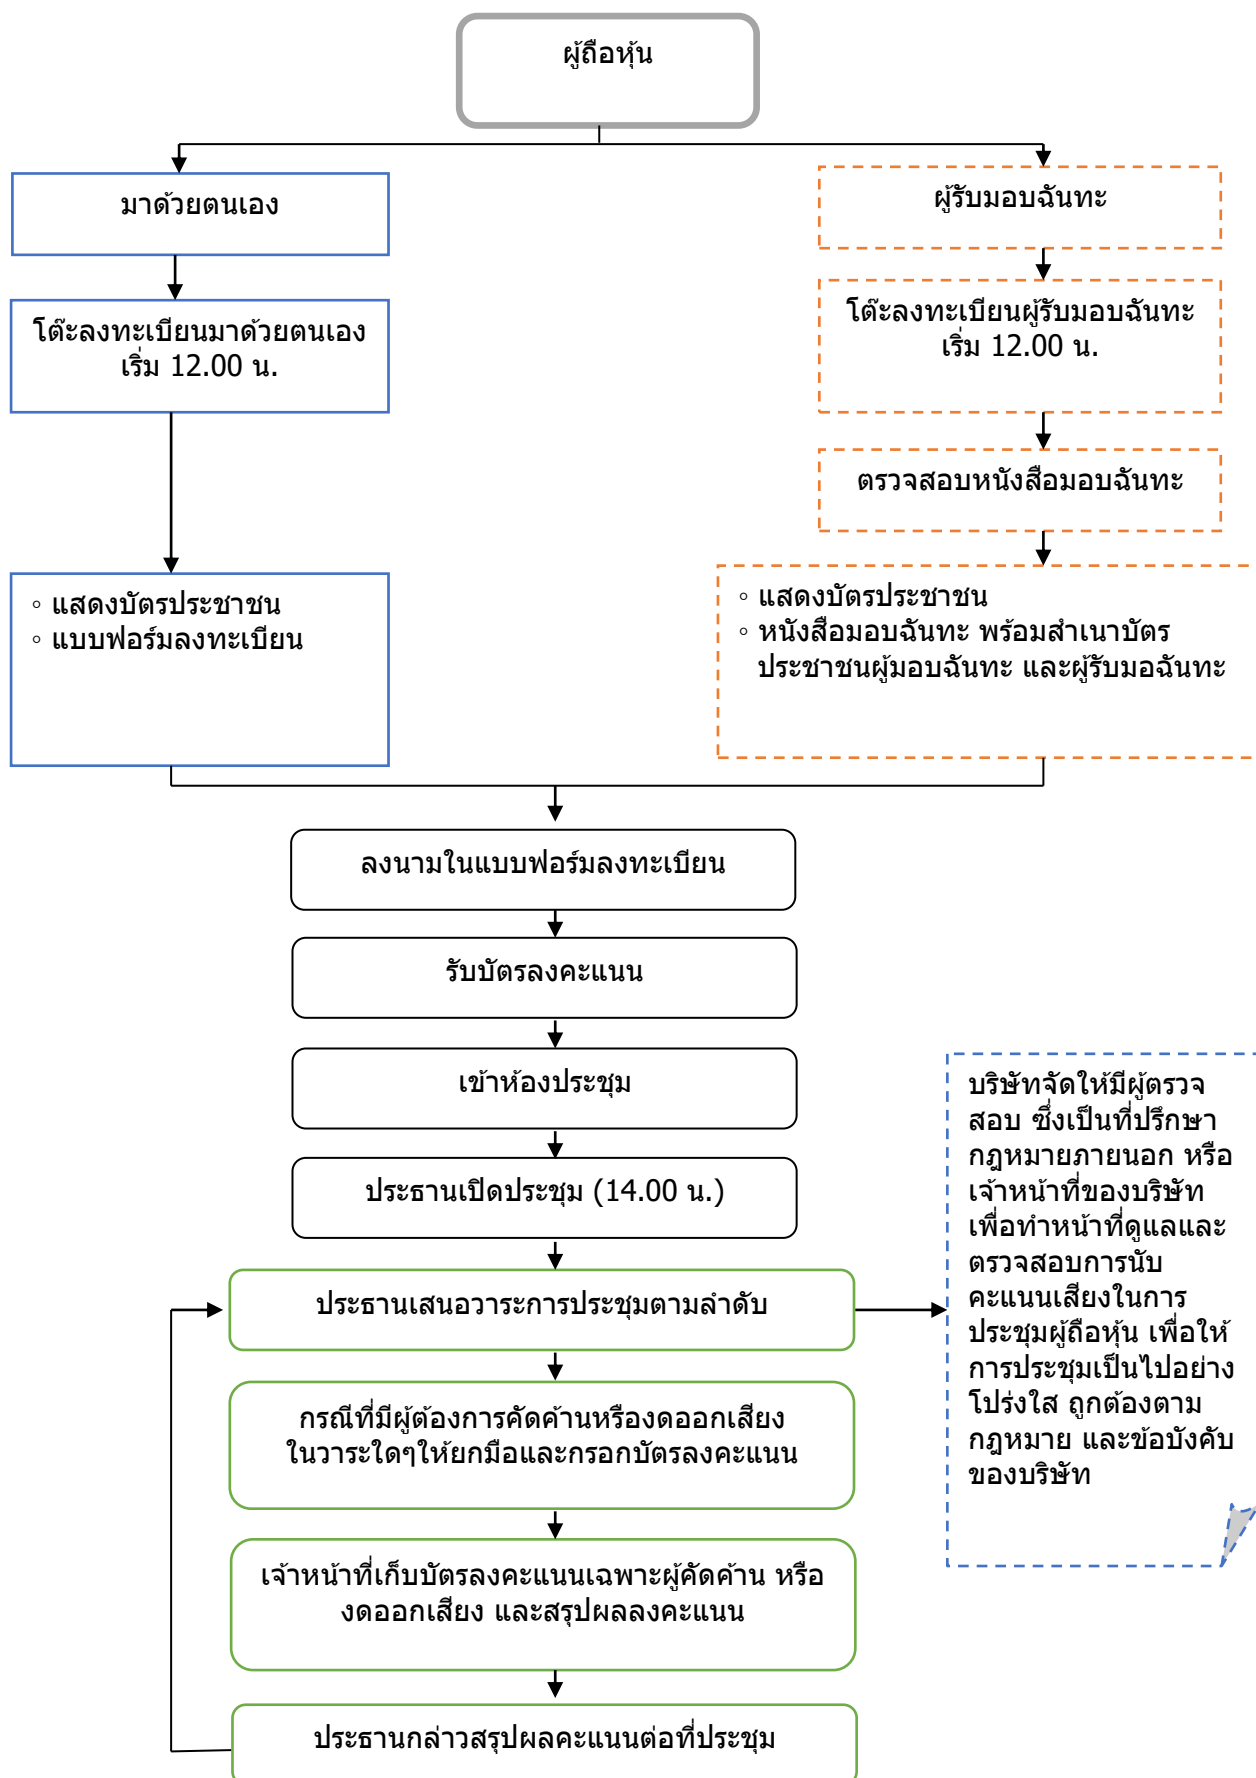 ผู้ถือหุ้น
มาด้วยตนเอง
ผู้รับมอบฉันทะ
โต๊ะลงทะเบียนมาด้วยตนเอง
เริ่ม 12.00 น.
โต๊ะลงทะเบียนผู้รับมอบฉันทะ
เริ่ม 12.00 น.
ตรวจสอบหนังสือมอบฉันทะ
◦ แสดงบัตรประชาชน
◦ แบบฟอร์มลงทะเบียน
◦ แสดงบัตรประชาชน
◦ หนังสือมอบฉันทะ พร้อมสำเนาบัตร
ประชาชนผู้มอบฉันทะ และผู้รับมอฉันทะ
ลงนามในแบบฟอร์มลงทะเบียน
รับบัตรลงคะแนน
เข้าห้องประชุม
ประธานเปิดประชุม (14.00 น.)
ประธานเสนอวาระการประชุมตามลำดับ
กรณีที่มีผู้ต้องการคัดค้านหรืองดออกเสียง
ในวาระใดๆให้ยกมือและกรอกบัตรลงคะแนน
เจ้าหน้าที่เก็บบัตรลงคะแนนเฉพาะผู้คัดค้าน หรือ
งดออกเสียง และสรุปผลลงคะแนน
ประธานกล่าวสรุปผลคะแนนต่อที่ประชุม
บริษัทจัดให้มีผู้ตรวจ
สอบ ซึ่งเป็นที่ปรึกษา
กฎหมายภายนอก หรือ
เจ้าหน้าที่ของบริษัท
เพื่อทำหน้าที่ดูแลและ
ตรวจสอบการนับ
คะแนนเสียงในการ
ประชุมผู้ถือหุ้น เพื่อให้
การประชุมเป็นไปอย่าง
โปร่งใส ถูกต้องตาม
กฎหมาย และข้อบังคับ
ของบริษัท